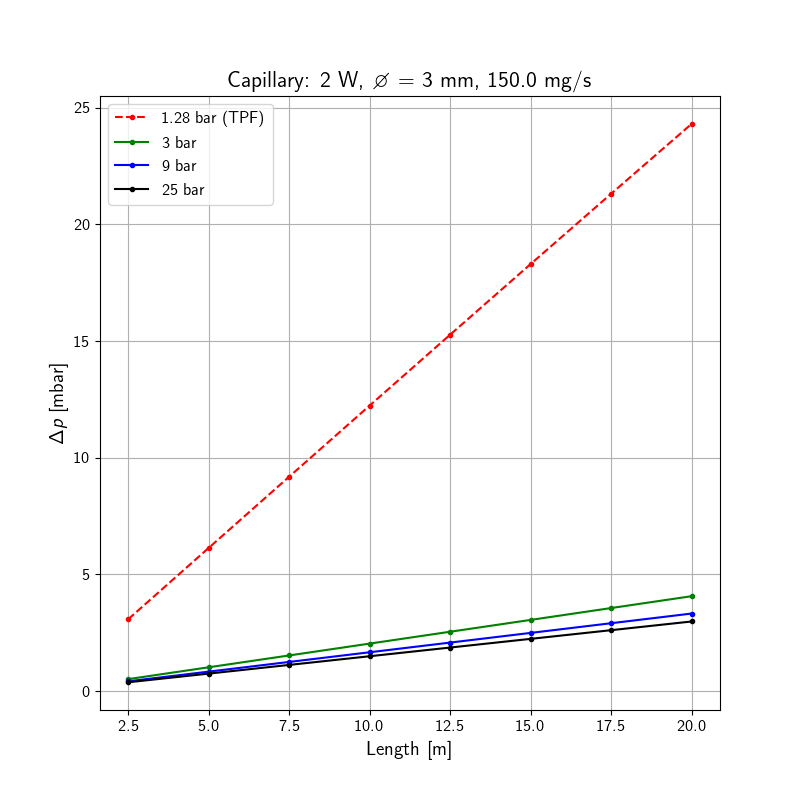 Capillary: 2 W, ∅ = 3 mm, 150.0 mg/s
1.28 bar (TPF)
3 bar
9 bar
25 bar
25
20
15
10
5
0
Δp [mbar]
2.5 5.0 7.5 10.0 12.5 15.0 17.5 20.0
Length [m]